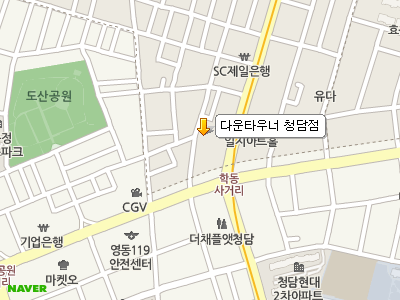 효
SC제일은행
도산공원
유다
다운타우너 청담점
일지아트홀
학동
사거리
CGV
더채플앳청담
기업은행
영동119
안전센터
마켓오
청담현대
2차아파트
NAVER